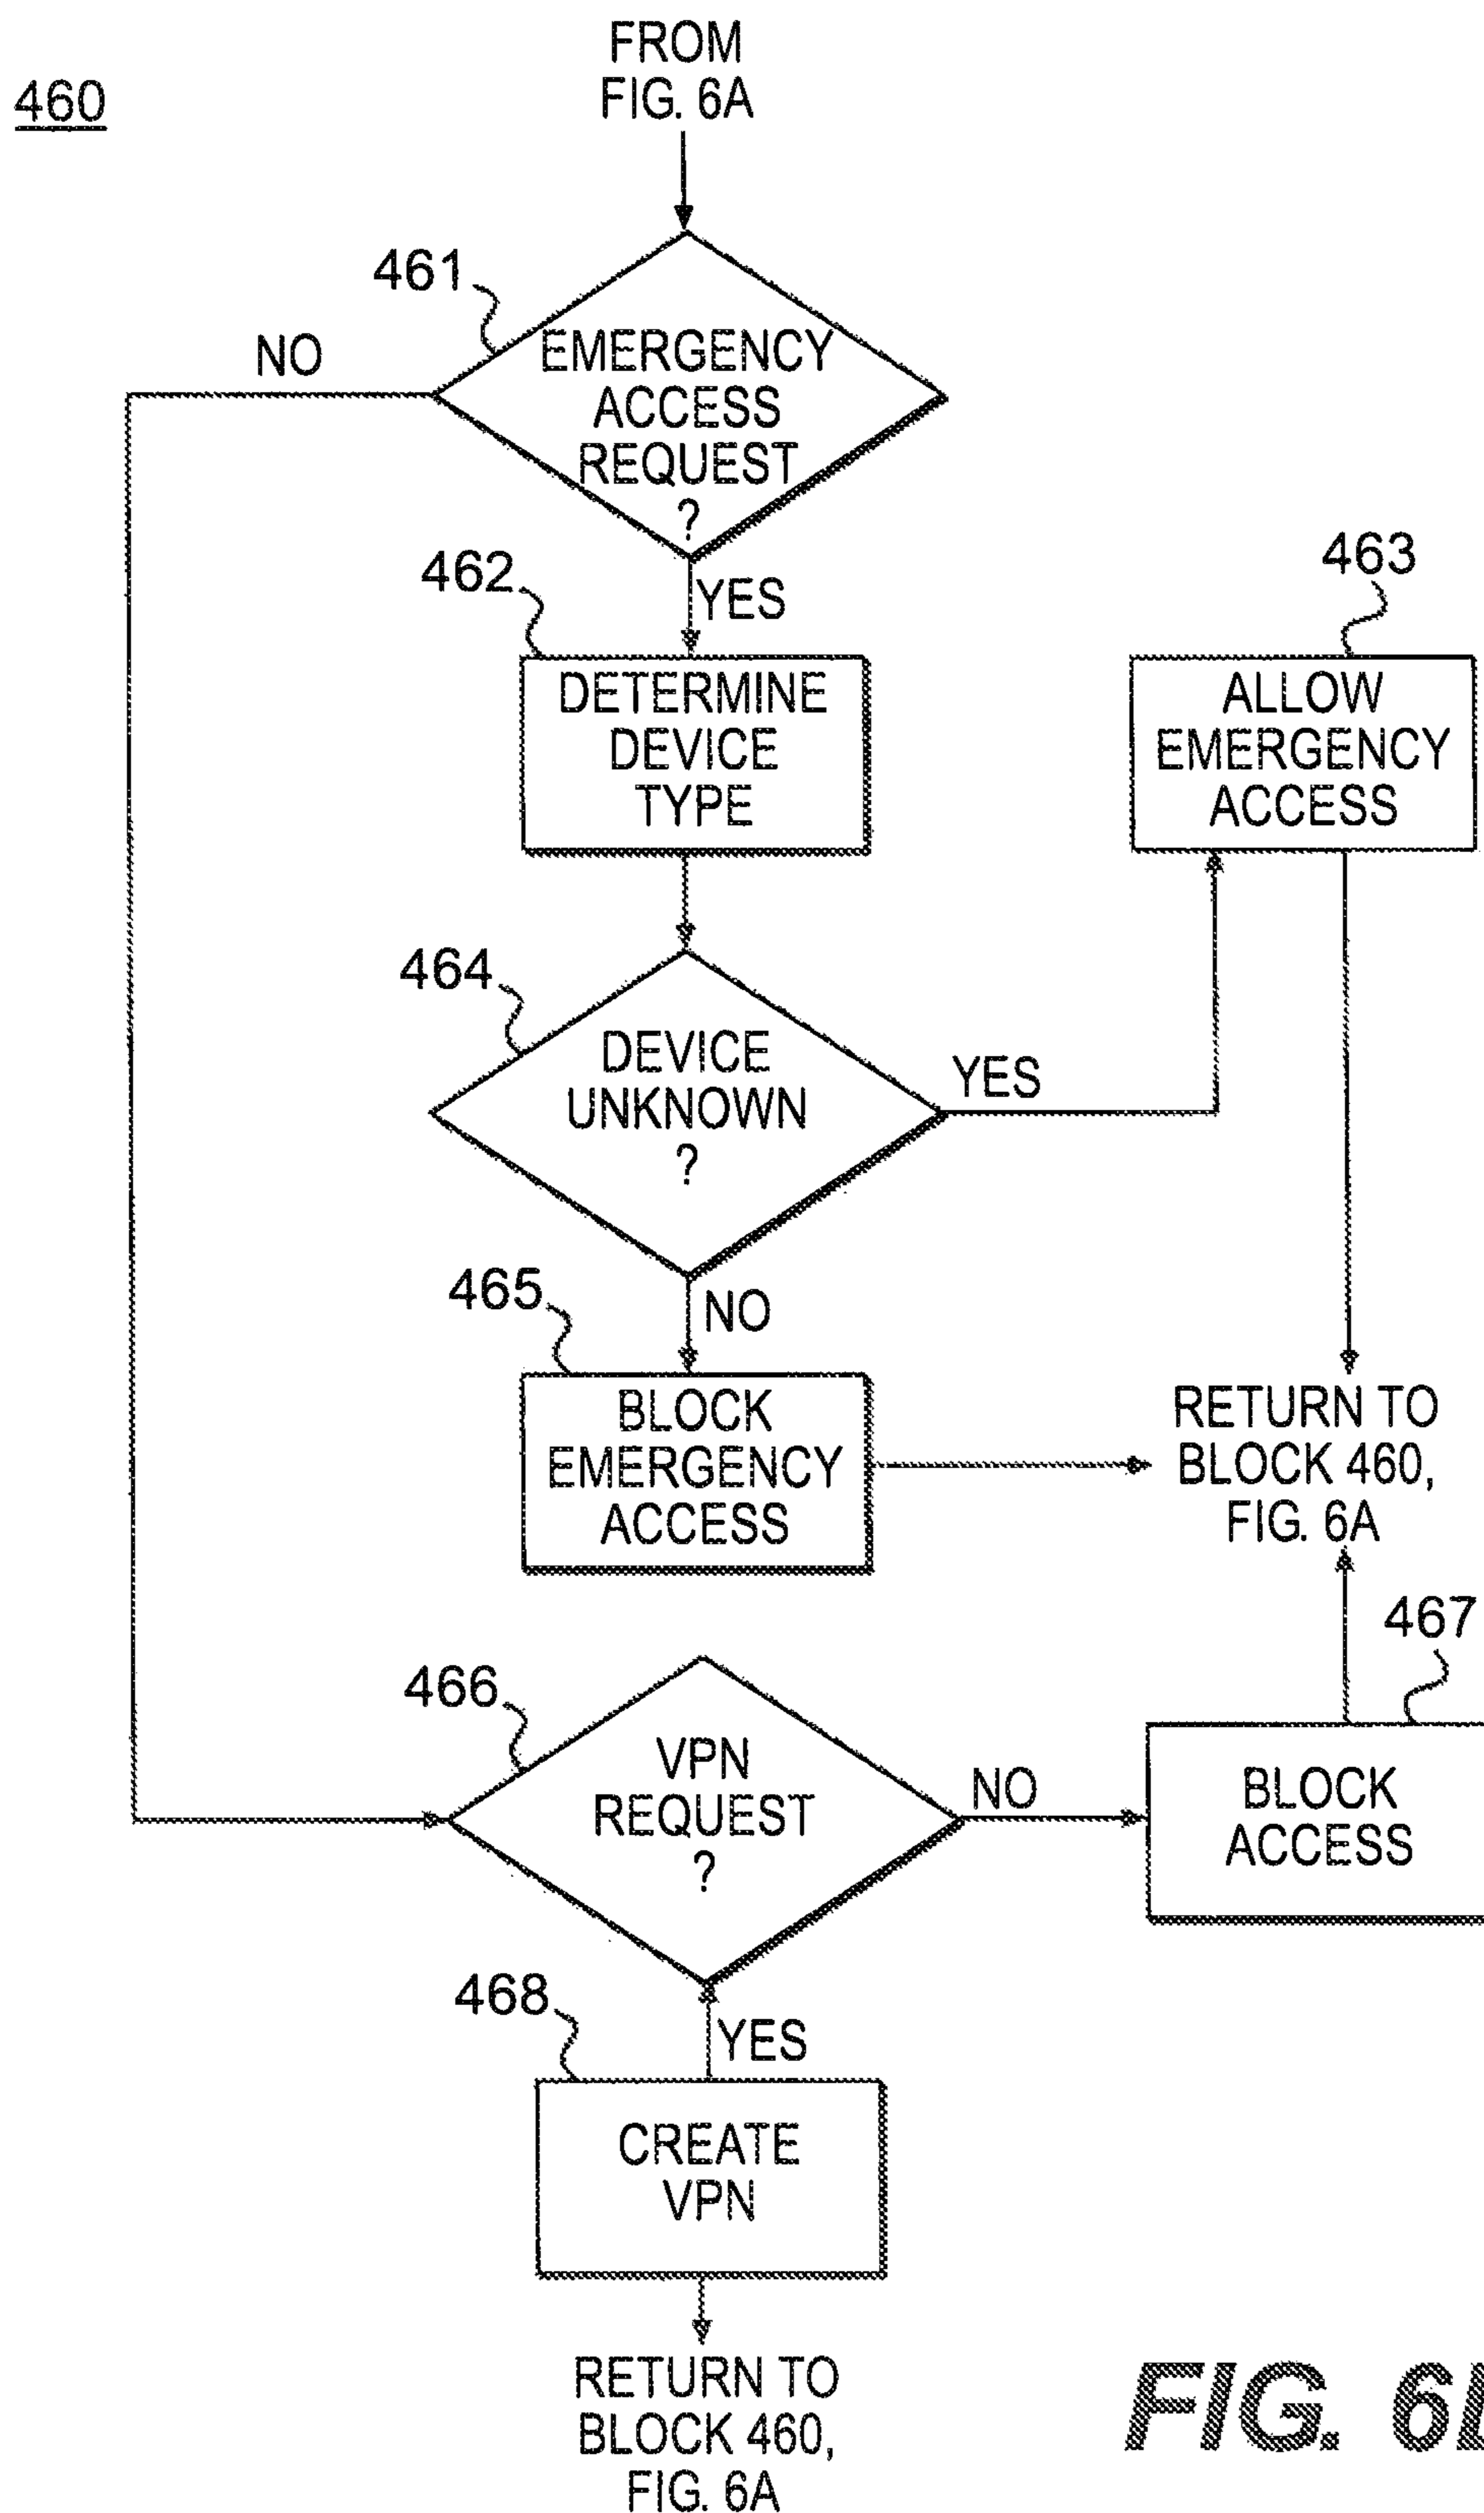 FROM
FIG. 6A
460
461
NO
EMERGENCY
ACCESS
REQUEST
?
462
YES
463
DETERMINE
DEVICE
TYPE
ALLOW
EMERGENCY
ACCESS
464
DEVICE
UNKNOWN
?
YES
465
NO
BLOCK
EMERGENCY
ACCESS
RETURN TO
BLOCK 460,
FIG. 6A
467
466
VPN
REQUEST
?
NO
BLOCK
ACCESS
468
YES
CREATE
VPN
RETURN TO
BLOCK 460,
FIG. 6A
FIG.